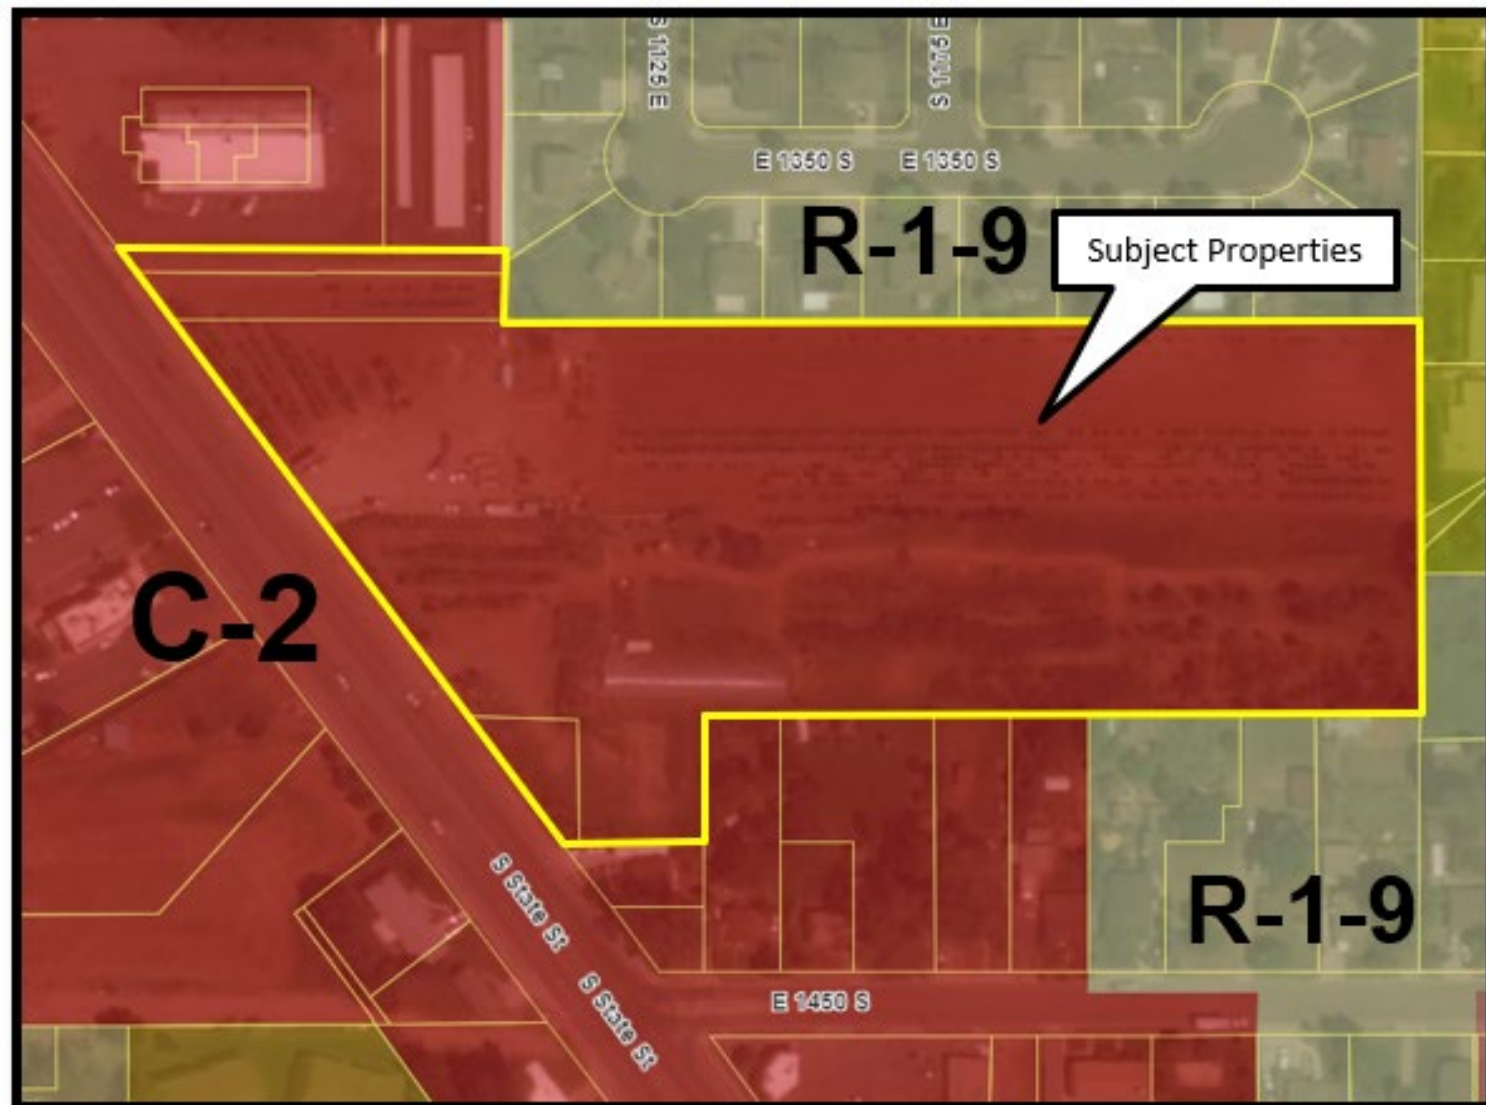 S 1125 E
S 1175 E
E 1350 S
E 1350 S
R-1-9
Subject Properties
C-2
R-1-9
S State St
S State St
E 1450 S